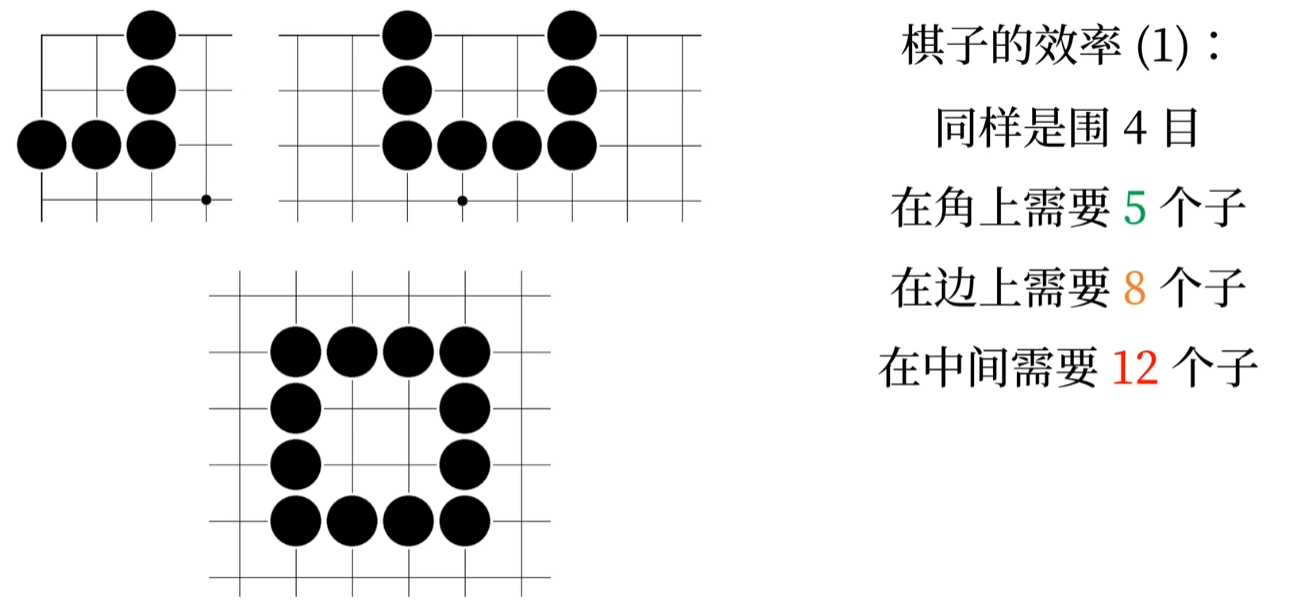 棋子的效率 (1)：
同样是围 4 目
在角上需要 5 个子
在边上需要 8 个子
在中间需要 12 个子